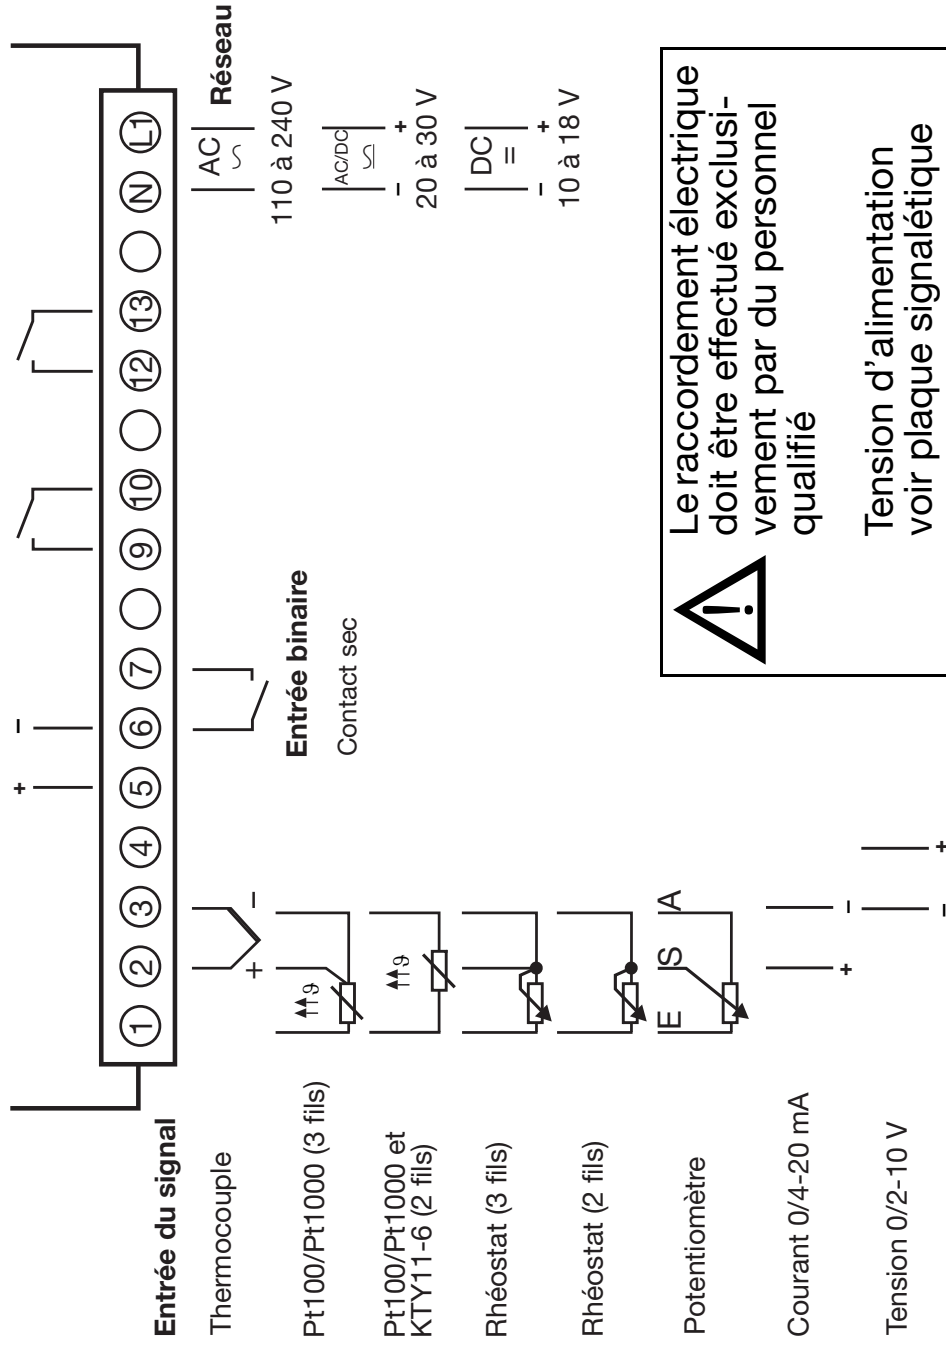 + −
1 2 3 4 5 6 7 9 10 12 13 N L1
Entrée du signal
Thermocouple
+ −
Pt100/Pt1000 (3 fils)
ϑ
Pt100/Pt1000 et
KTY11-6 (2 fils)
ϑ
Rhéostat (3 fils)
Rhéostat (2 fils)
Potentiomètre
E S A
Courant 0/4-20 mA
+ −
Tension 0/2-10 V
− +
Entrée binaire
Contact sec
Réseau
AC
110 à 240 V
AC/DC
− +
20 à 30 V
DC
=
− +
10 à 18 V
!
Le raccordement électrique
doit être effectué exclusi-
vement par du personnel
qualifié
Tension d'alimentation
voir plaque signalétique